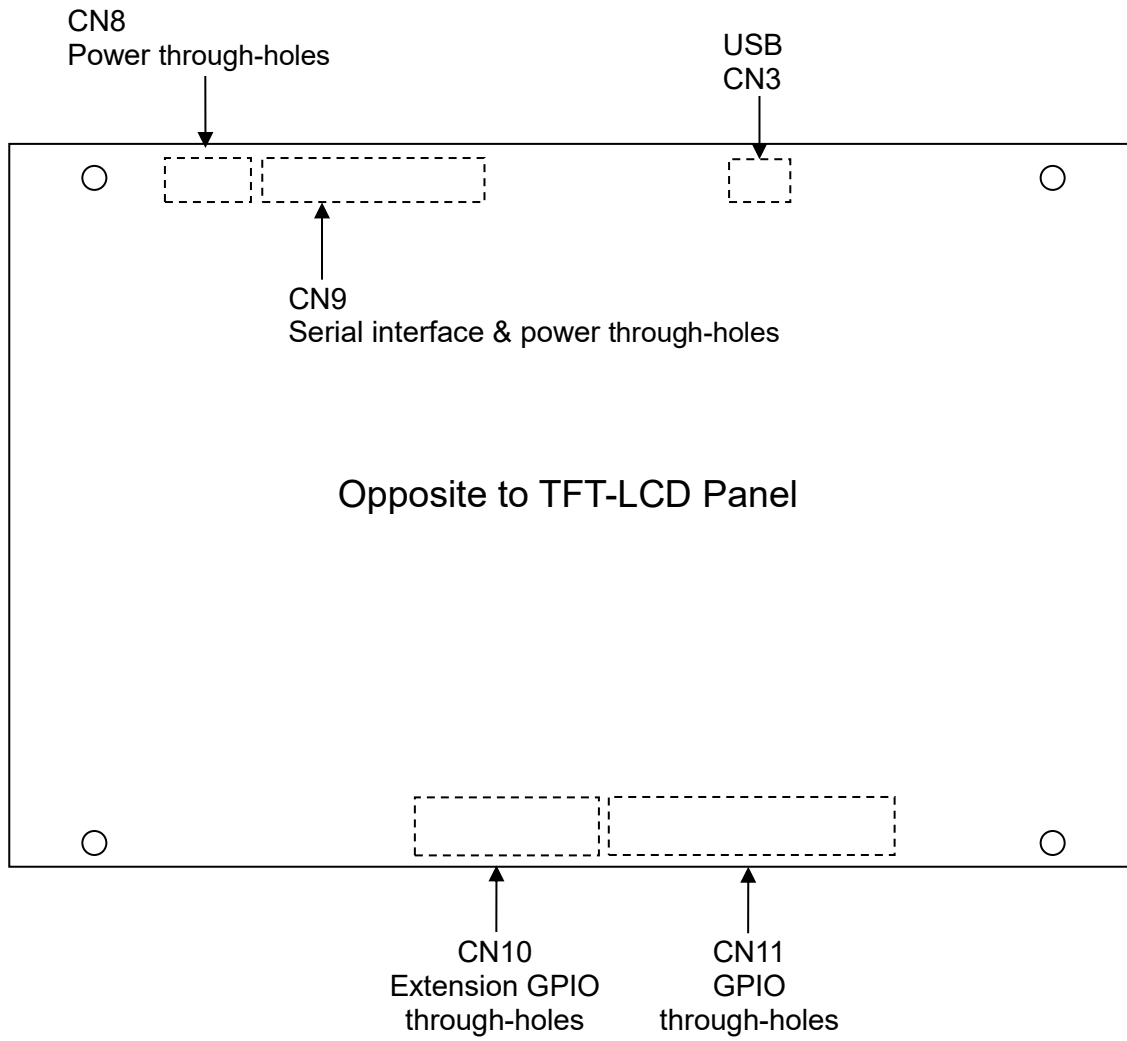 CN8
Power through-holes
USB
CN3
CN9
Serial interface & power through-holes
Opposite to TFT-LCD Panel
CN10
Extension GPIO
through-holes
CN11
GPIO
through-holes